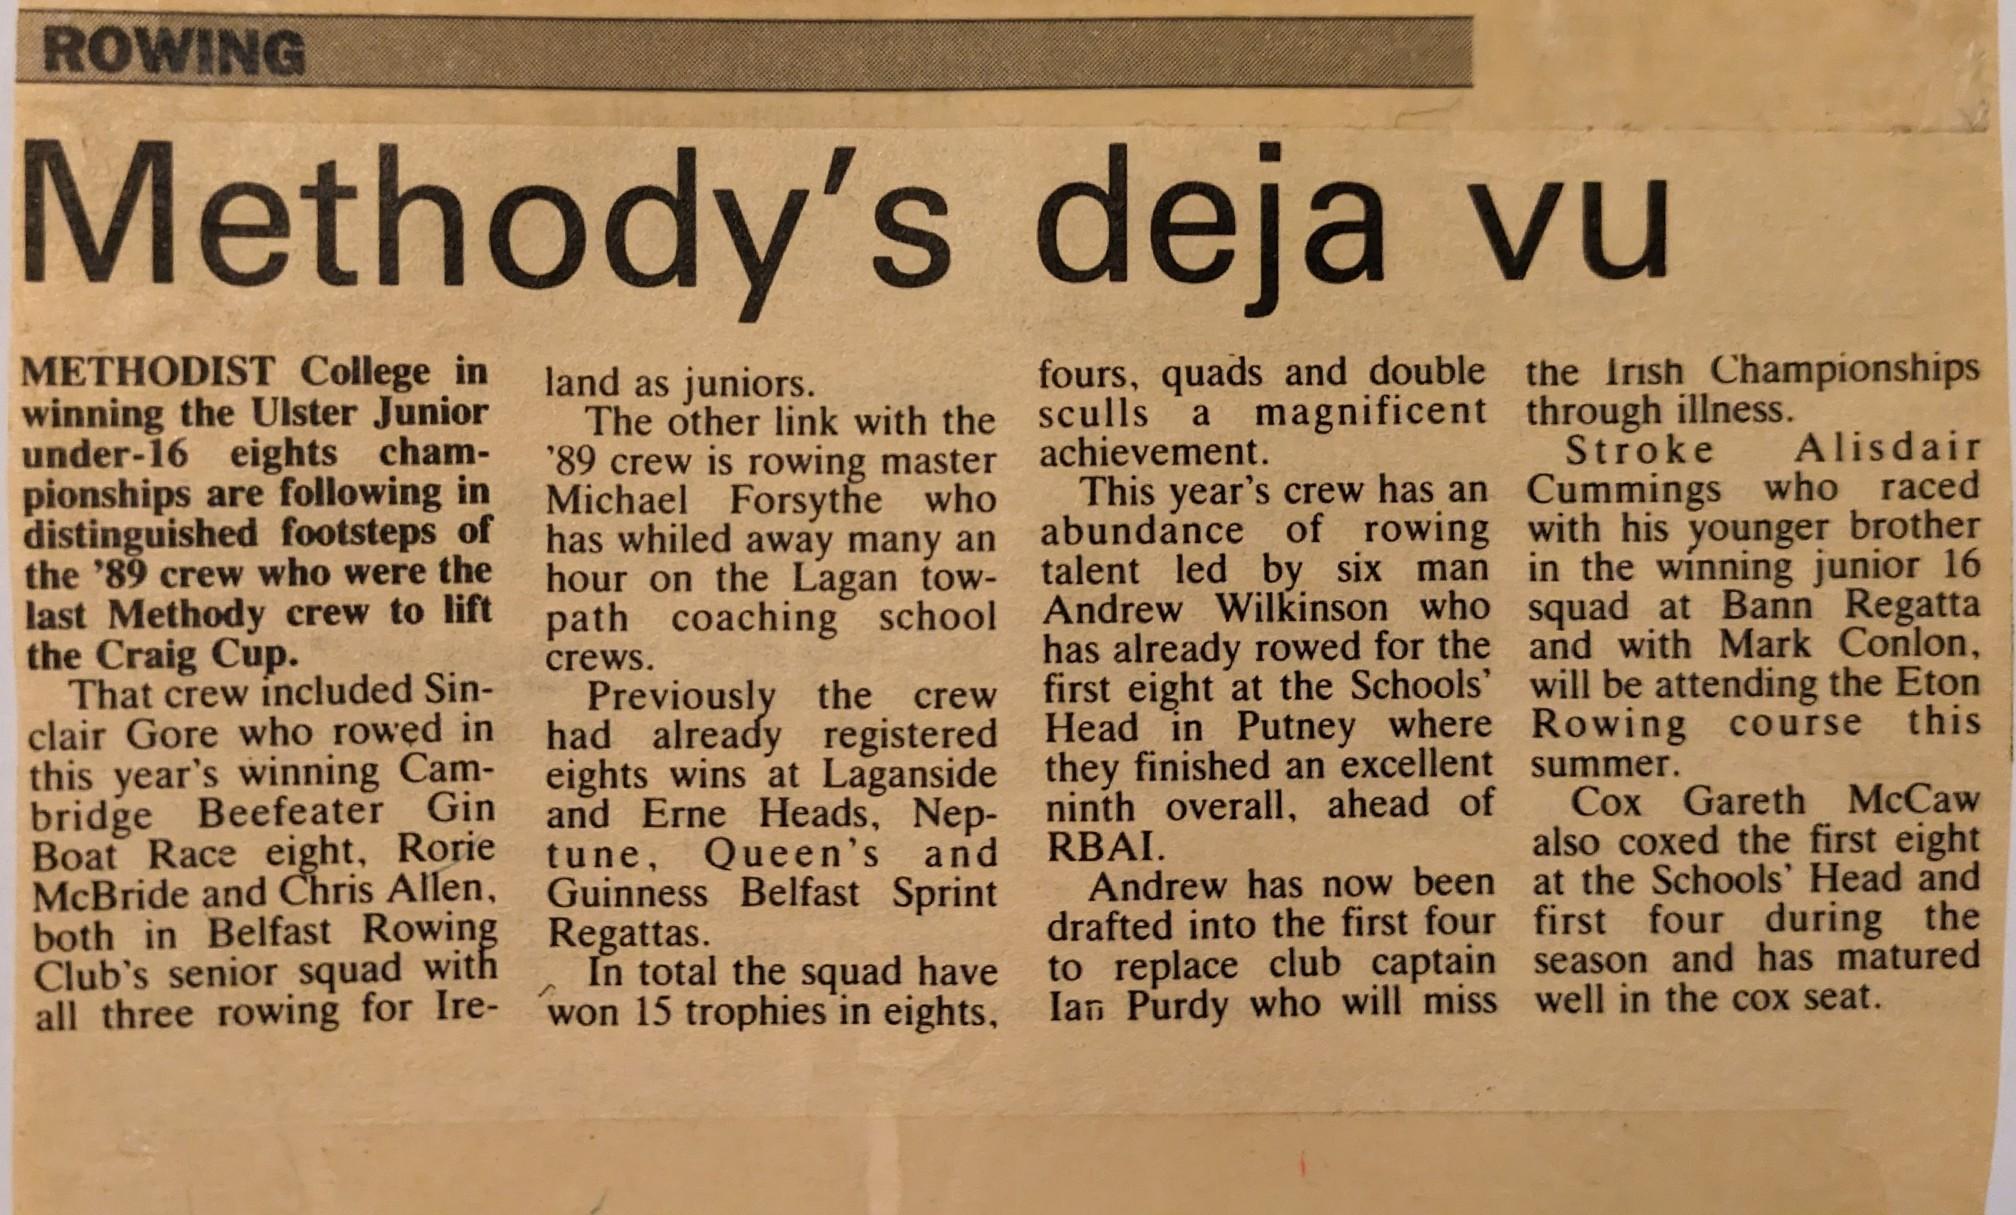 ROWING
Methody's deja vu
METHODIST College in
winning the Ulster Junior
under-16 eights cham-
pionships are following in
distinguished footsteps of
the '89 crew who were the
last Methody crew to lift
the Craig Cup.
That crew included Sin-
clair Gore who rowed in
this year's winning Cam-
bridge Beefeater Gin
Boat Race eight, Rorie
McBride and Chris Allen,
both in Belfast Rowing
Club's senior squad with
all three rowing for Ire-
land as juniors.
The other link with the
'89 crew is rowing master
Michael Forsythe who
has whiled away many an
hour on the Lagan tow-
path coaching school
crews.
Previously the crew
had already registered
eights wins at Laganside
and Erne Heads, Nep-
tune, Queen's and
Guinness Belfast Sprint
Regattas.
In total the squad have
won 15 trophies in eights,
fours, quads and double
sculls a magnificent
achievement.
This year's crew has an
abundance of rowing
talent led by six man
Andrew Wilkinson who
has already rowed for the
first eight at the Schools'
Head in Putney where
they finished an excellent
ninth overall, ahead of
RBAI.
Andrew has now been
drafted into the first four
to replace club captain
Ian Purdy who will miss
the Irish Championships
through illness.
Stroke Alisdair
Cummings who raced
with his younger brother
in the winning junior 16
squad at Bann Regatta
and with Mark Conlon,
will be attending the Eton
Rowing course this
summer.
Cox Gareth McCaw
also coxed the first eight
at the Schools' Head and
first four during the
season and has matured
well in the cox seat.